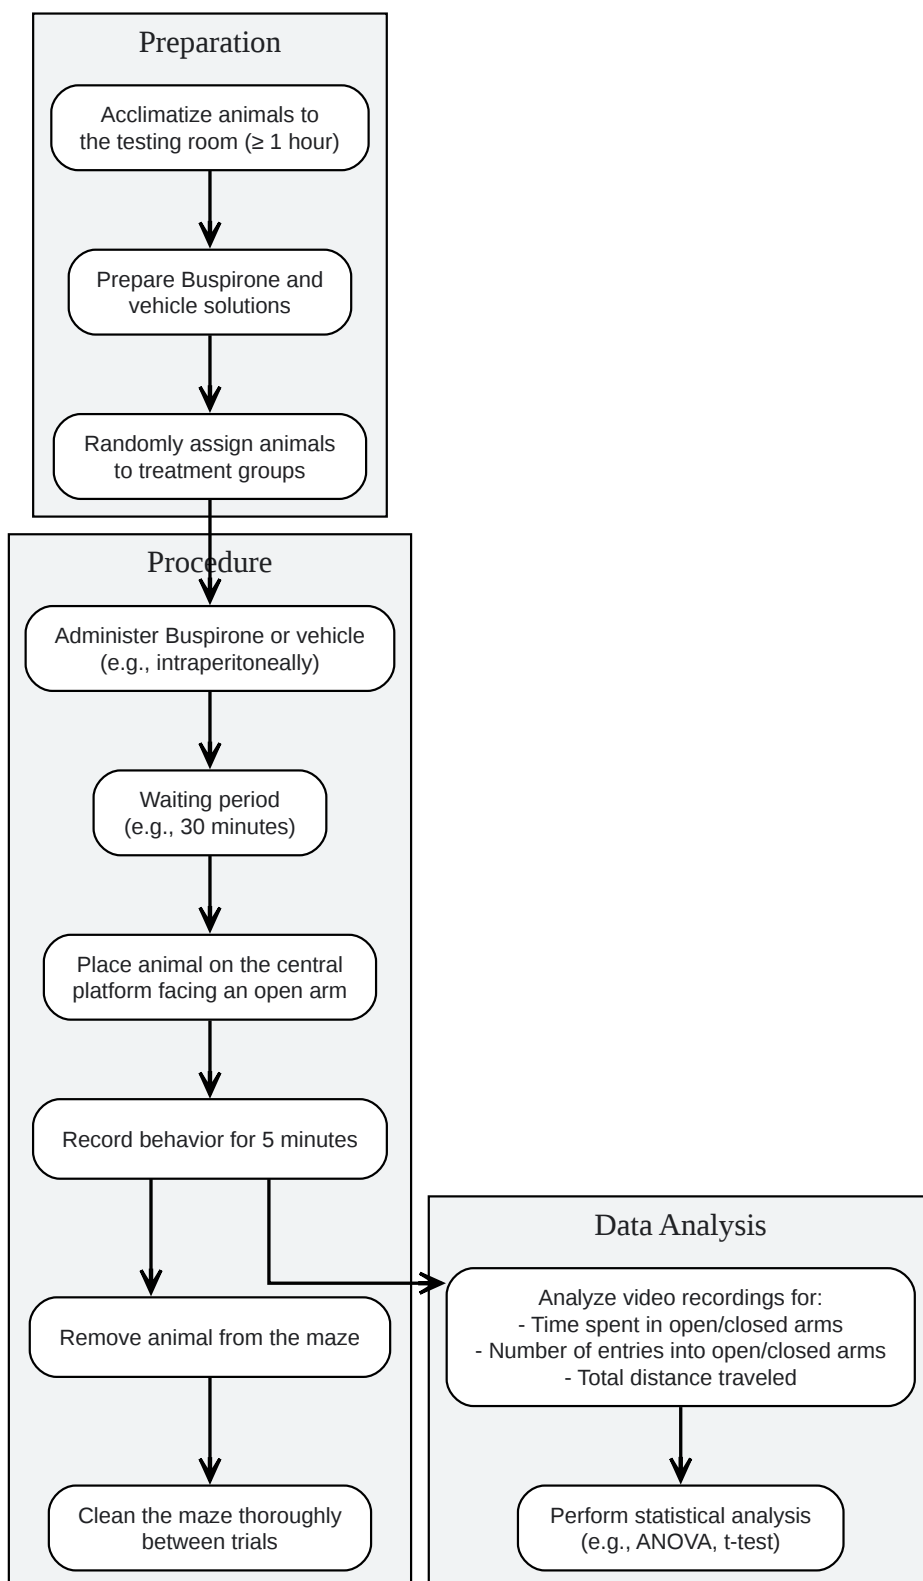 Preparation
Acclimatize animals to
the testing room (≥ 1 hour)
Prepare Buspirone and
vehicle solutions
Randomly assign animals
to treatment groups
Procedure
Administer Buspirone or vehicle
(e.g., intraperitoneally)
Waiting period
(e.g., 30 minutes)
Place animal on the central
platform facing an open arm
Record behavior for 5 minutes
Remove animal from the maze
Clean the maze thoroughly
between trials
Data Analysis
Analyze video recordings for:
- Time spent in open/closed arms
- Number of entries into open/closed arms
- Total distance traveled
Perform statistical analysis
(e.g., ANOVA, t-test)